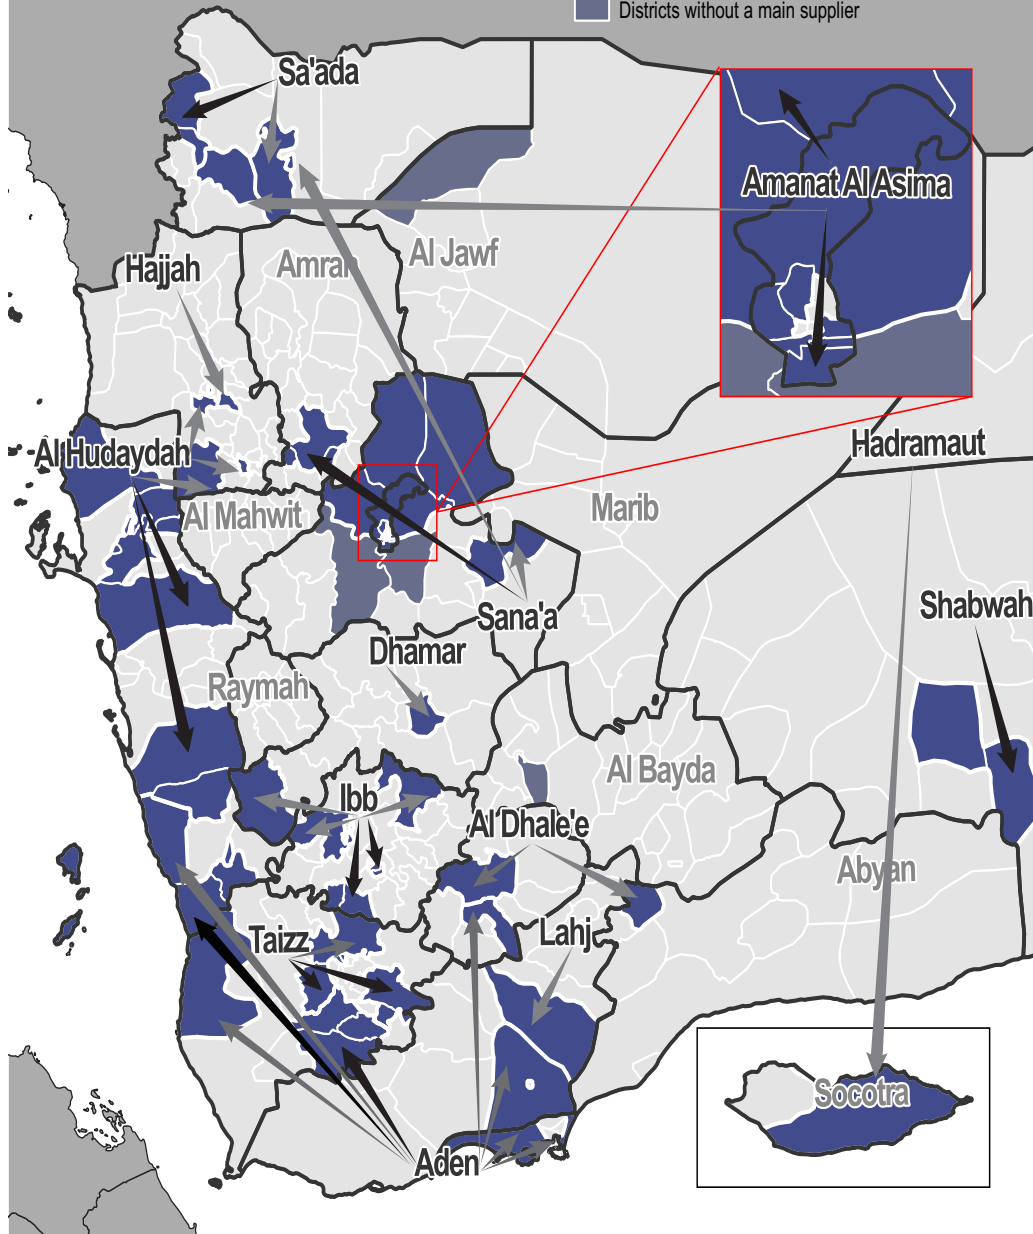 Districts without a main supplier
Sa'ada
Amanat Al Asima
Hajjah
Amran
Al Jawf
Al Hudaydah
Hadramaut
Al Mahwit
Marib
Sana'a
Shabwah
Dhamar
Raymah
Al Bayda
Ibb
Al Dhale'e
Abyan
Taizz
Lahj
Socotra
Aden